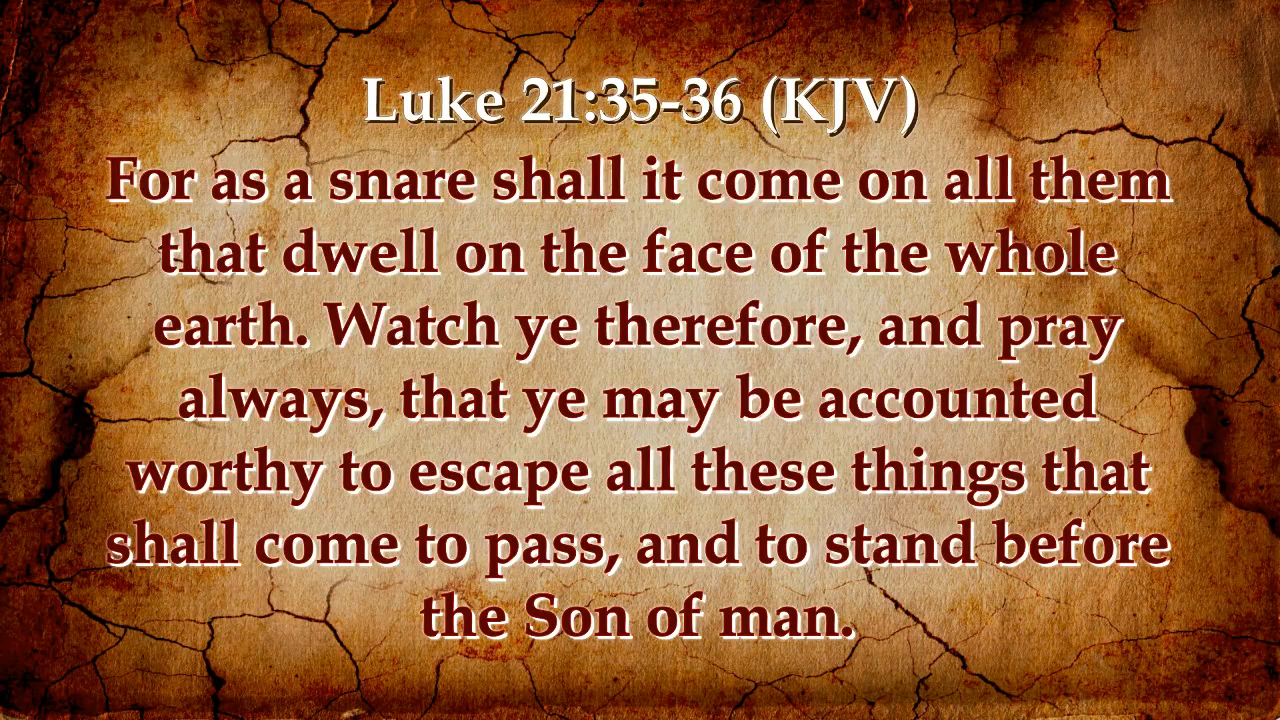 Luke 21:35-36 (KJV)
For as a snare shall it come on all them
that dwell on the face of the whole
earth. Watch ye therefore, and pray
always, that ye may be accounted
worthy to escape all these things that
shall come to pass, and to stand before
the Son of man.